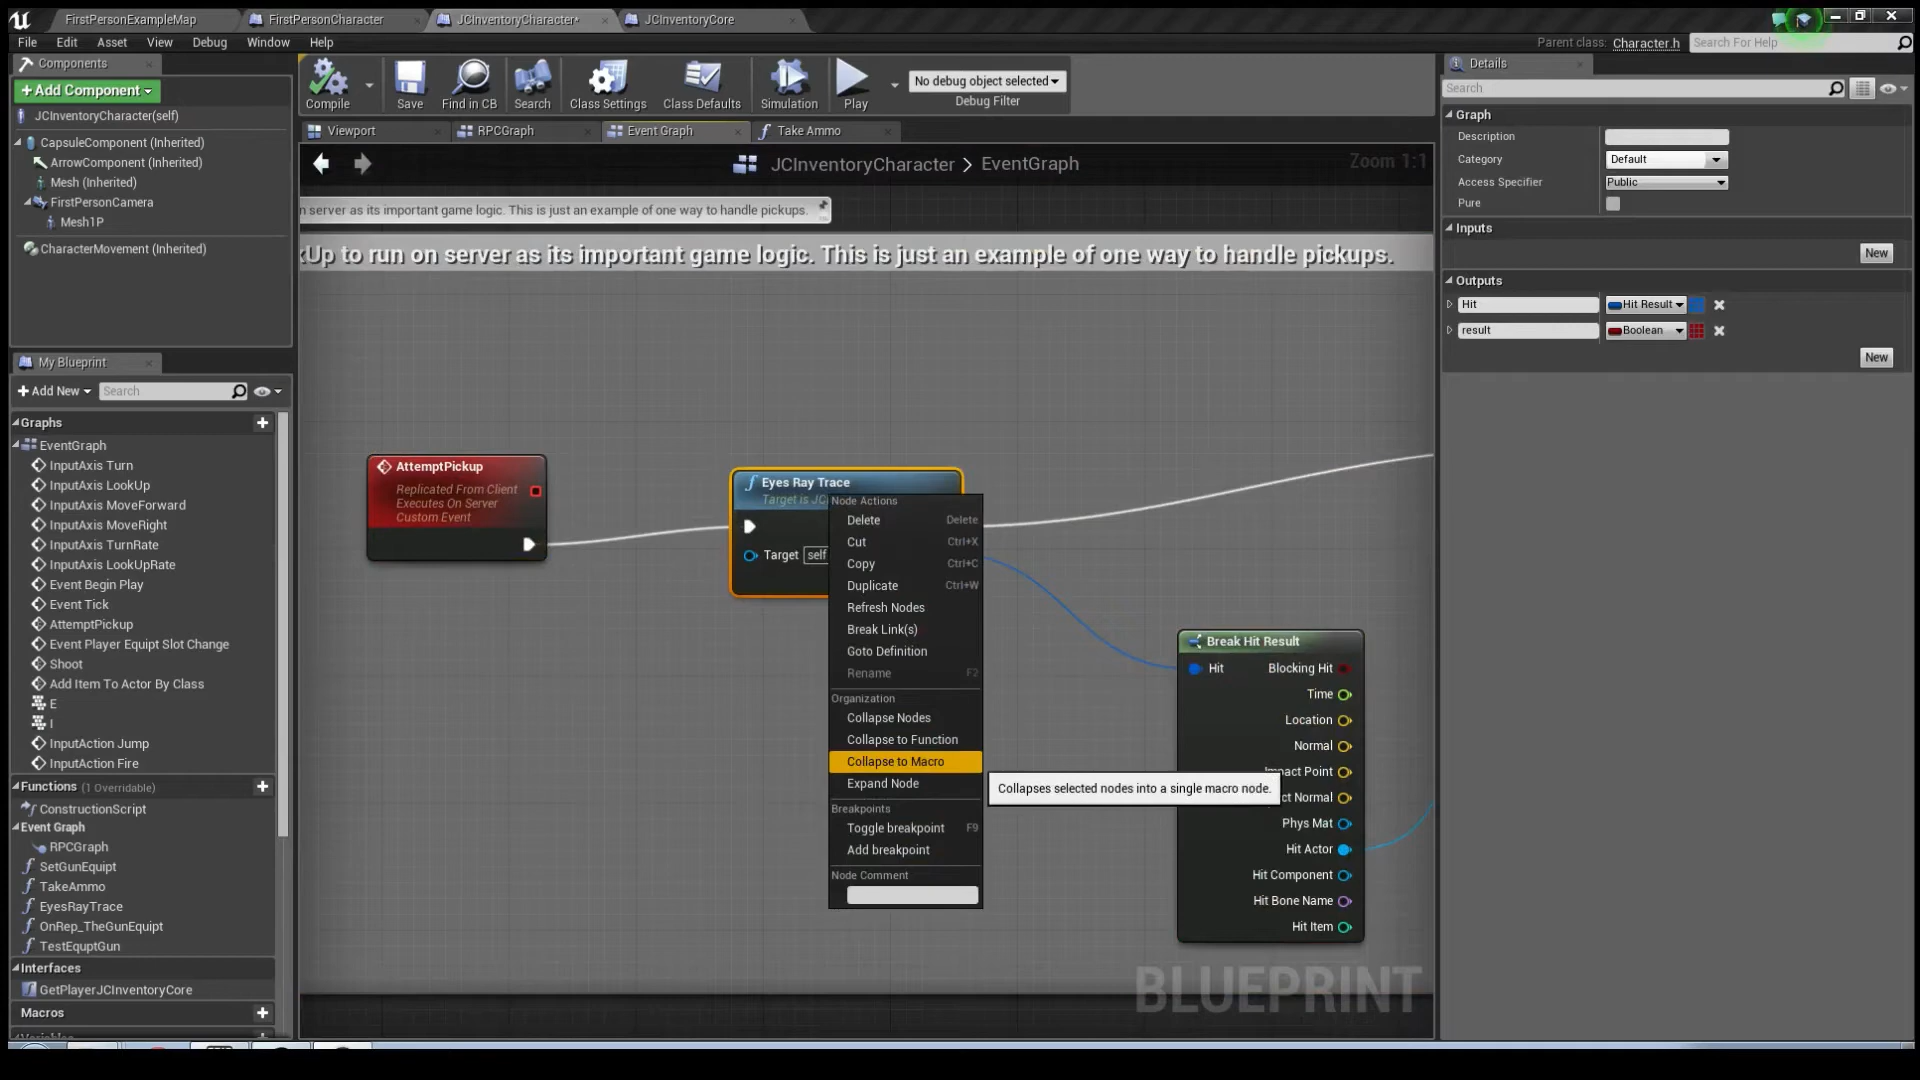 FirstPersonExampleMap
FirstPersonCharacter
JCInventoryCharacter*
JCInventoryCore
File Edit Asset View Debug Window Help
Parent class: Character.h
Search For Help
Components
+Add Component
JCInventoryCharacter(self)
CapsuleComponent (Inherited)
ArrowComponent (Inherited)
Mesh (Inherited)
FirstPersonCamera
Mesh1P
CharacterMovement (Inherited)
Compile
Save
Find in CB
Search
Class Settings
Class Defaults
Simulation
Play
No debug object selected
Debug Filter
Viewport
RPCGraph
Event Graph
Take Ammo
JCInventoryCharacter > EventGraph
Zoom 1:1
n server as its important game logic. This is just an example of one way to handle pickups.
Up to run on server as its important game logic. This is just an example of one way to handle pickups.
My Blueprint
+Add New
Search
Graphs
EventGraph
InputAxis Turn
InputAxis LookUp
InputAxis MoveForward
InputAxis MoveRight
InputAxis TurnRate
InputAxis LookUpRate
Event Begin Play
Event Tick
AttemptPickup
Event Player Equipt Slot Change
Shoot
Add Item To Actor By Class
E
I
InputAction Jump
InputAction Fire
Functions (1 Overridable)
ConstructionScript
Event Graph
RPCGraph
SetGunEquipt
TakeAmmo
EyesRayTrace
OnRep_TheGunEquipt
TestEquptGun
Interfaces
GetPlayerJCInventoryCore
Macros
AttemptPickup
Replicated From Client
Executes On Server
Custom Event
Eyes Ray Trace
Target is JC
Target self
Node Actions
Delete Delete
Cut Ctrl+X
Copy Ctrl+C
Duplicate Ctrl+W
Refresh Nodes
Break Link(s)
Goto Definition
Rename F2
Organization
Collapse Nodes
Collapse to Function
Collapse to Macro
Expand Node
Breakpoints
Toggle breakpoint F9
Add breakpoint
Node Comment
Collapses selected nodes into a single macro node.
Break Hit Result
Hit Blocking Hit
Time
Location
Normal
Impact Point
ct Normal
Phys Mat
Hit Actor
Hit Component
Hit Bone Name
Hit Item
BLUEPRINT
Details
Search
Graph
Description
Category Default
Access Specifier Public
Pure
Inputs
New
Outputs
Hit Hit Result
result Boolean
New